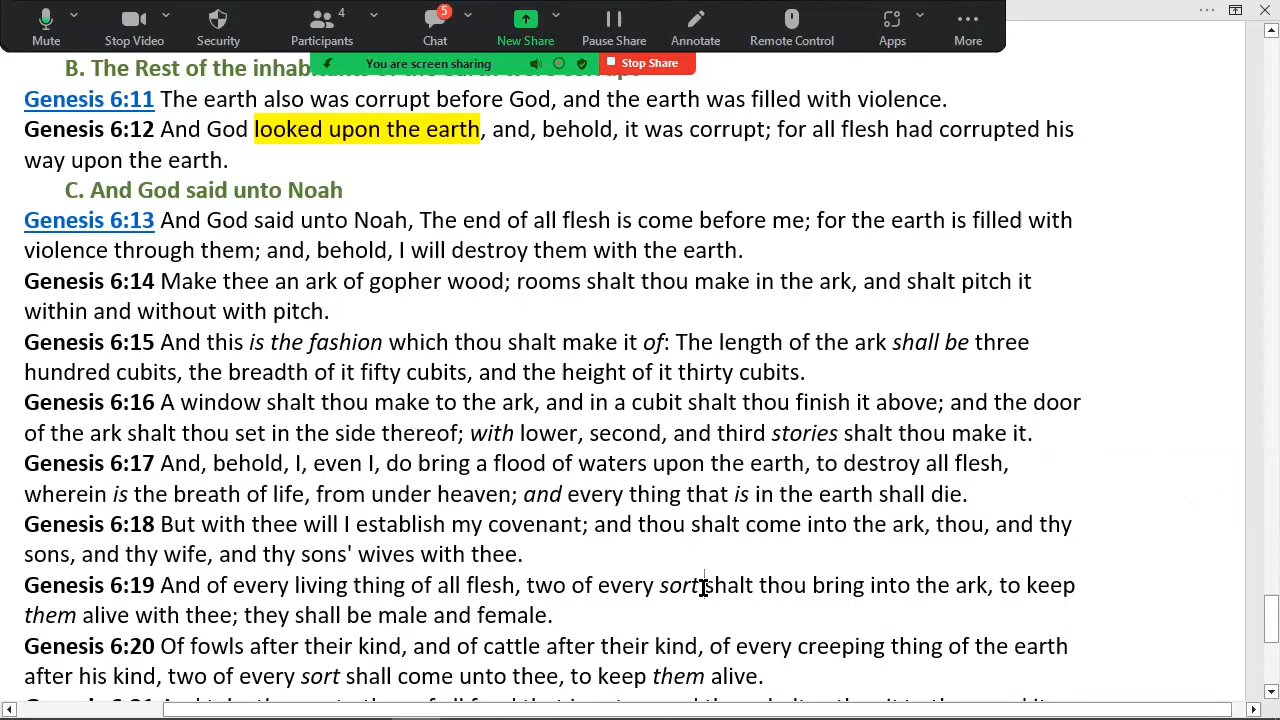 Mute
Stop Video
Security
4
Participants
5
Chat
New Share
Pause Share
Annotate
Remote Control
Apps
More
You are screen sharing
Stop Share
B. The Rest of the
Genesis 6:11 The earth also was corrupt before God, and the earth was filled with violence.
Genesis 6:12 And God looked upon the earth, and, behold, it was corrupt; for all flesh had corrupted his
way upon the earth.
C. And God said unto Noah
Genesis 6:13 And God said unto Noah, The end of all flesh is come before me; for the earth is filled with
violence through them; and, behold, I will destroy them with the earth.
Genesis 6:14 Make thee an ark of gopher wood; rooms shalt thou make in the ark, and shalt pitch it
within and without with pitch.
Genesis 6:15 And this is the fashion which thou shalt make it of: The length of the ark shall be three
hundred cubits, the breadth of it fifty cubits, and the height of it thirty cubits.
Genesis 6:16 A window shalt thou make to the ark, and in a cubit shalt thou finish it above; and the door
of the ark shalt thou set in the side thereof; with lower, second, and third stories shalt thou make it.
Genesis 6:17 And, behold, I, even I, do bring a flood of waters upon the earth, to destroy all flesh,
wherein is the breath of life, from under heaven; and every thing that is in the earth shall die.
Genesis 6:18 But with thee will I establish my covenant; and thou shalt come into the ark, thou, and thy
sons, and thy wife, and thy sons' wives with thee.
Genesis 6:19 And of every living thing of all flesh, two of every sort shalt thou bring into the ark, to keep
them alive with thee; they shall be male and female.
Genesis 6:20 Of fowls after their kind, and of cattle after their kind, of every creeping thing of the earth
after his kind, two of every sort shall come unto thee, to keep them alive.